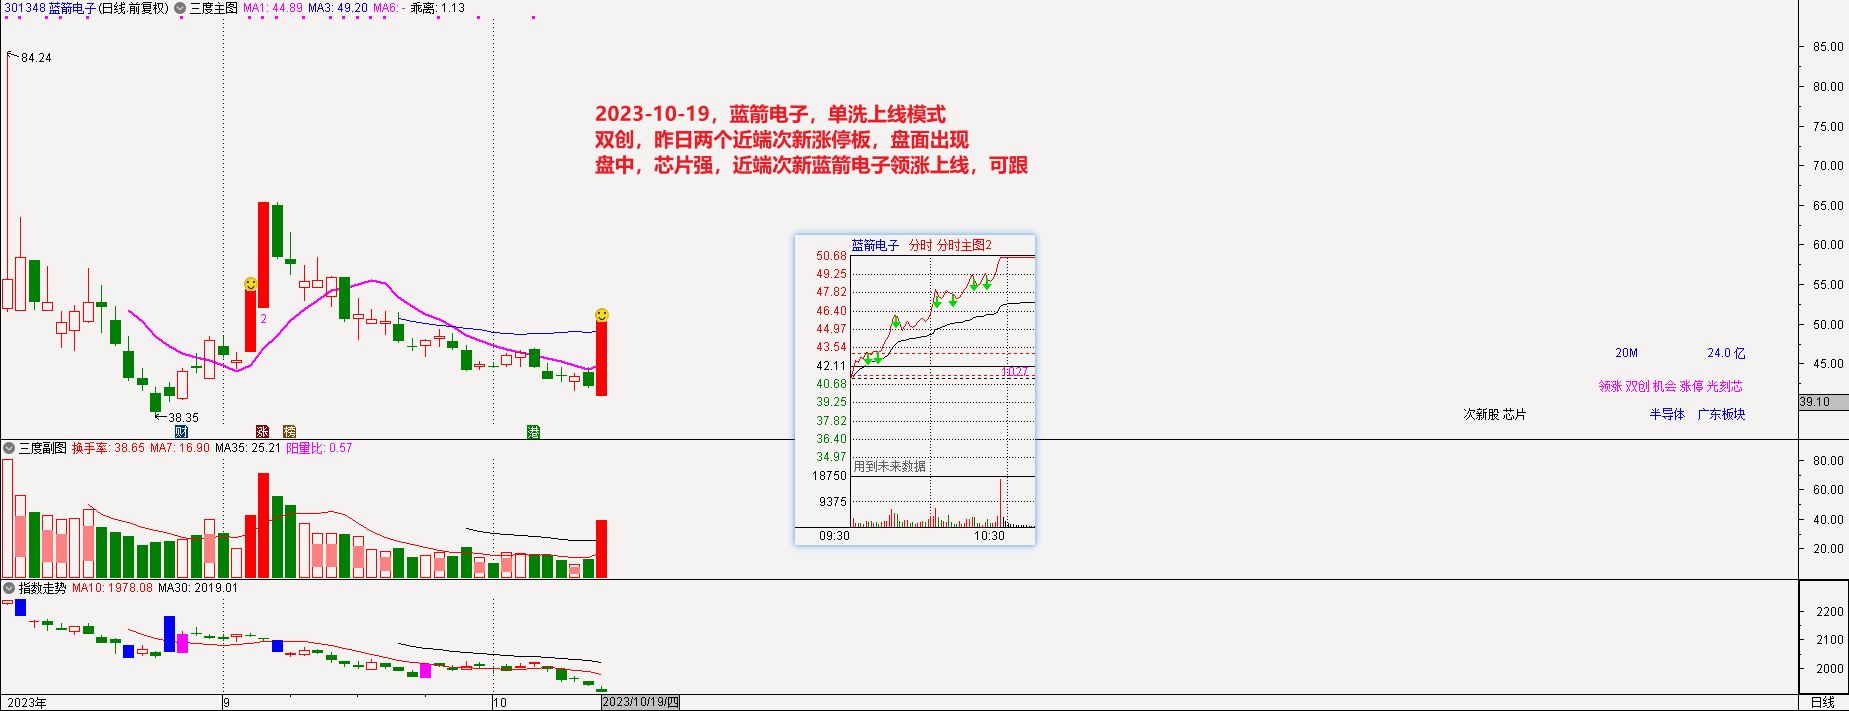 301348 蓝箭电子(日线.前复权) 三度主图 MA1: 44.89 MA3: 49.20 MA6: - 乖离: 1.13
84.24
2023-10-19，蓝箭电子，单洗上线模式
双创，昨日两个近端次新涨停板，盘面出现
盘中，芯片强，近端次新蓝箭电子领涨上线，可跟
2
38.35
财 涨 榜 港
85.00
80.00
75.00
70.00
65.00
60.00
55.00
50.00
45.00
39.10
蓝箭电子 分时 分时主图2
50.68
49.25
47.82
46.40
44.97
43.54
42.11
40.68
39.25
37.82
36.40
34.97
18750
9375
1027
用到未来数据
09:30 10:30
20M 24.0 亿
领涨 双创 机会 涨停 光刻芯
次新股 芯片 半导体 广东板块
三度副图 换手率: 38.65 MA7: 16.90 MA35: 25.21 阳量比: 0.57
80.00
60.00
40.00
20.00
指数走势 MA10: 1978.08 MA30: 2019.01
2200
2100
2000
2023年 9 10 2023/10/19/四 日线